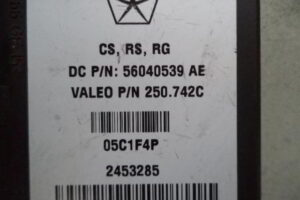 CS, RS, RG
DC P/N: 56040539 AE
VALEO P/N 250.742C
05C1F4P
2453285